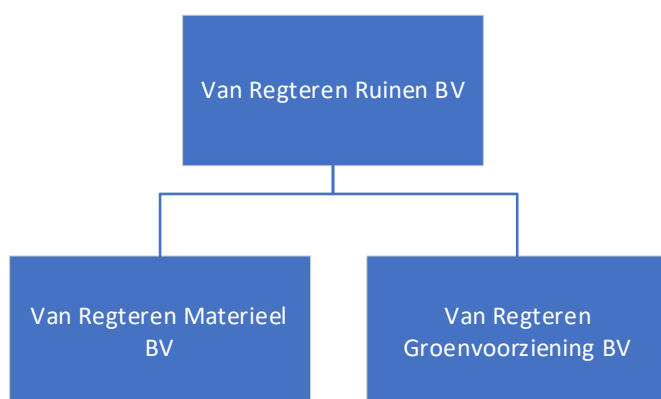 Van Regteren Ruinen BV
Van Regteren Materieel
BV
Van Regteren
Groenvoorziening BV